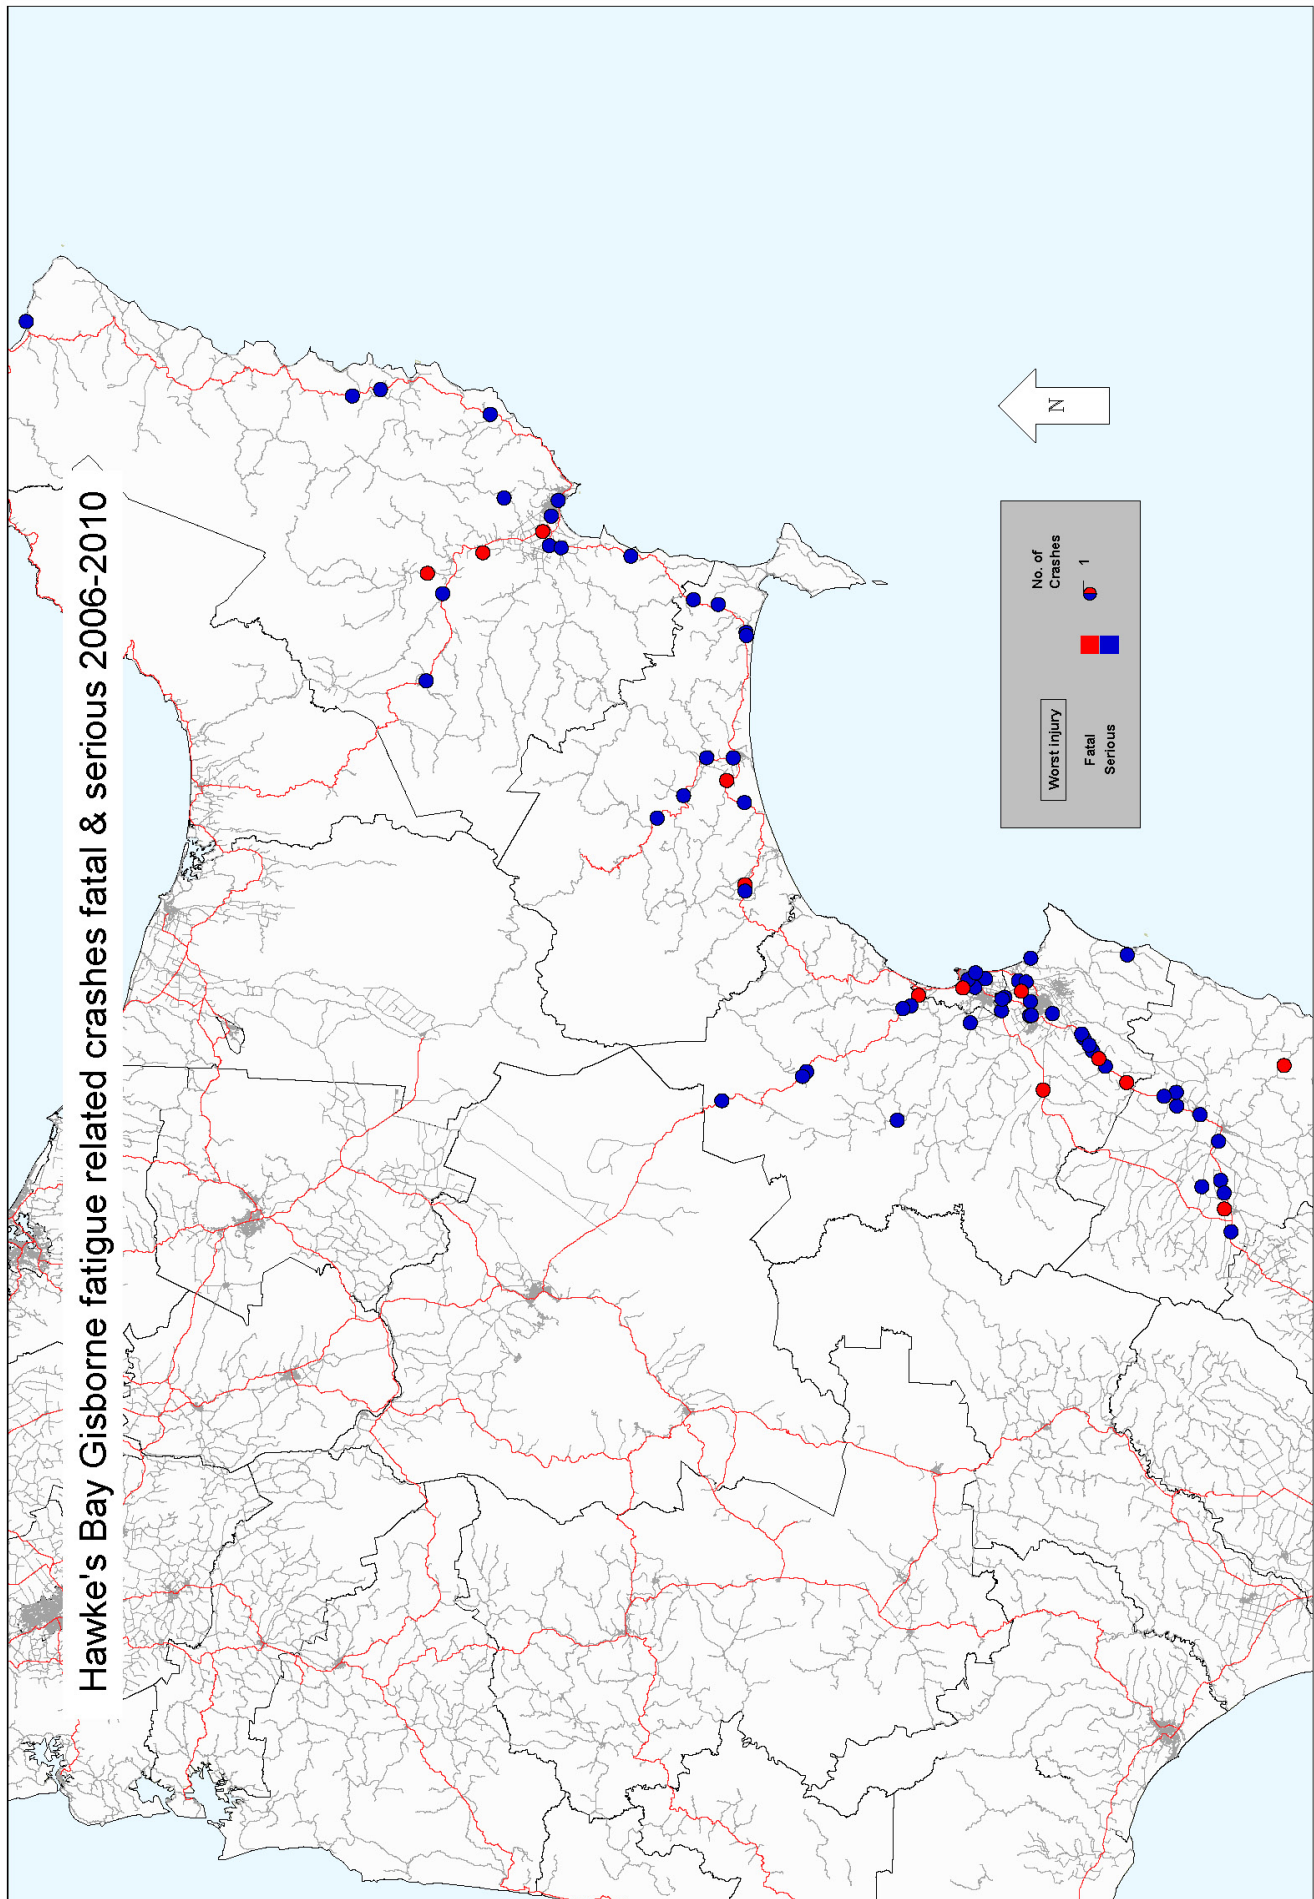 Hawke's Bay Gisborne fatigue related crashes fatal & serious 2006-2010
N
Worst injury
Fatal
Serious
No. of
Crashes
1